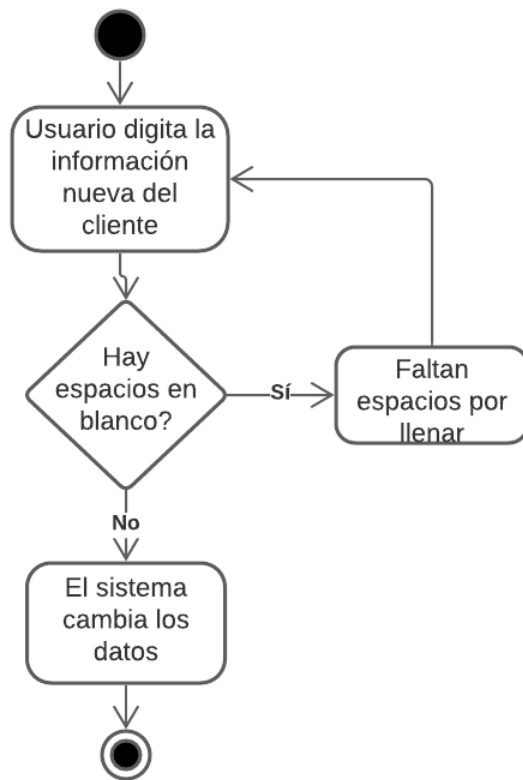 Usuario digita la
información
nueva del
cliente
Hay
espacios en
blanco?
Sí
Faltan
espacios por
llenar
No
El sistema
cambia los
datos